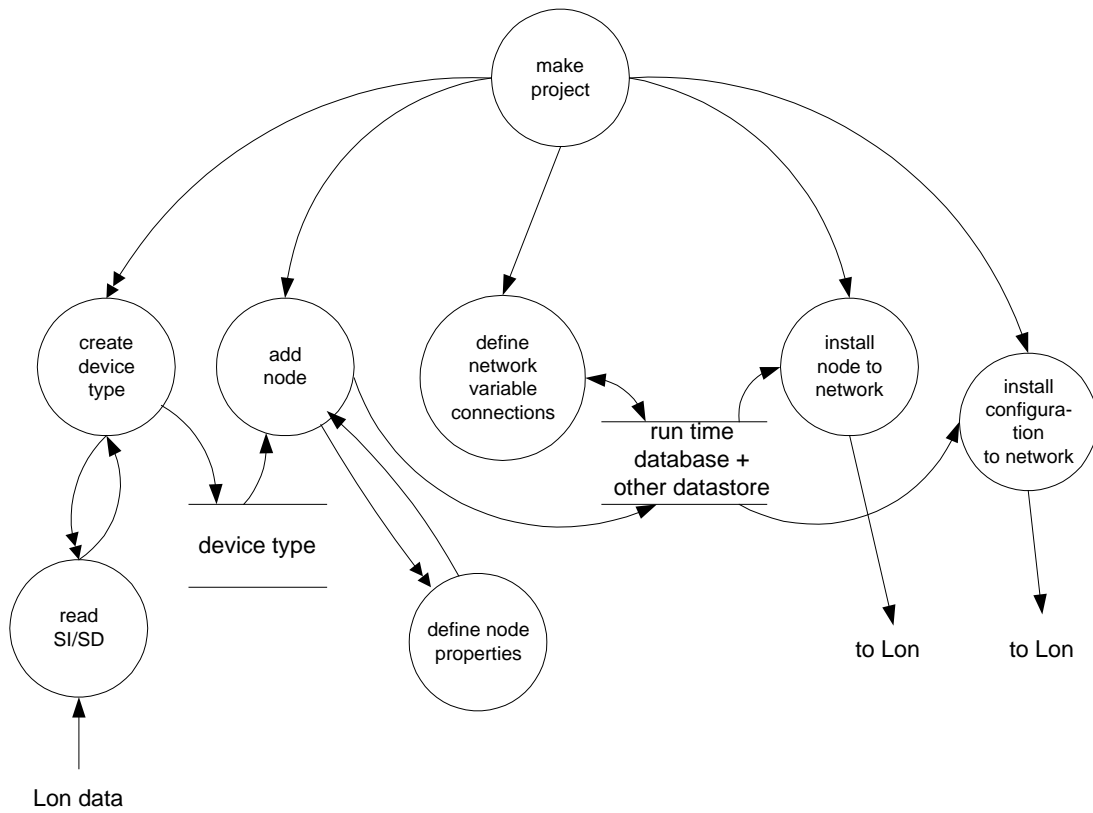 make
project
create
device
type
add
node
define
network
variable
connections
install
node to
network
install
configura-
tion
to network
run time
database +
other datastore
device type
read
SI/SD
define node
properties
to Lon
to Lon
Lon data